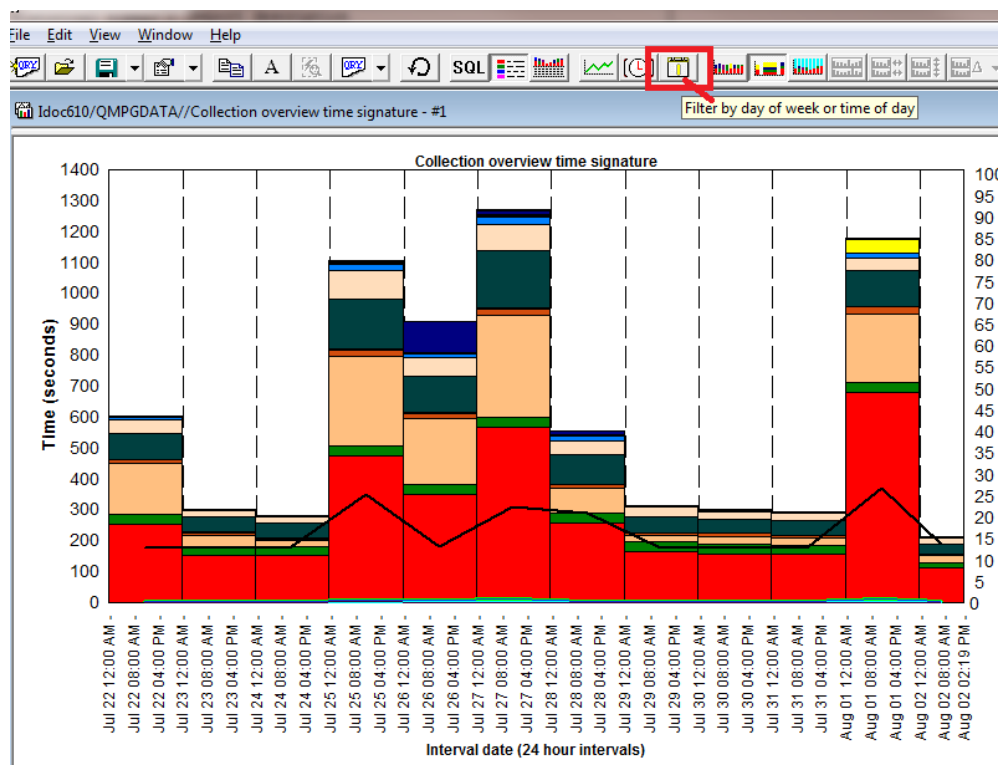 File Edit View Window Help
QRY A QRY SQL
Filter by day of week or time of day
Idoc610/QMPGDATA//Collection overview time signature - #1
Collection overview time signature
1400
1300
1200
1100
1000
900
800
700
600
500
400
300
200
100
0
Time (seconds)
100
95
90
85
80
75
70
65
60
55
50
45
40
35
30
25
20
15
10
5
0
Jul 22 12:00 AM -
Jul 22 08:00 AM -
Jul 22 04:00 PM -
Jul 23 12:00 AM -
Jul 23 08:00 AM -
Jul 23 04:00 PM -
Jul 24 12:00 AM -
Jul 24 08:00 AM -
Jul 24 04:00 PM -
Jul 25 12:00 AM -
Jul 25 08:00 AM -
Jul 25 04:00 PM -
Jul 26 12:00 AM -
Jul 26 08:00 AM -
Jul 26 04:00 PM -
Jul 27 12:00 AM -
Jul 27 08:00 AM -
Jul 27 04:00 PM -
Jul 28 12:00 AM -
Jul 28 08:00 AM -
Jul 28 04:00 PM -
Jul 29 12:00 AM -
Jul 29 08:00 AM -
Jul 29 04:00 PM -
Jul 30 12:00 AM -
Jul 30 08:00 AM -
Jul 30 04:00 PM -
Jul 31 12:00 AM -
Jul 31 08:00 AM -
Jul 31 04:00 PM -
Aug 01 12:00 AM -
Aug 01 08:00 AM -
Aug 01 04:00 PM -
Aug 02 12:00 AM -
Aug 02 08:00 AM -
Aug 02 02:19 PM
Interval date (24 hour intervals)